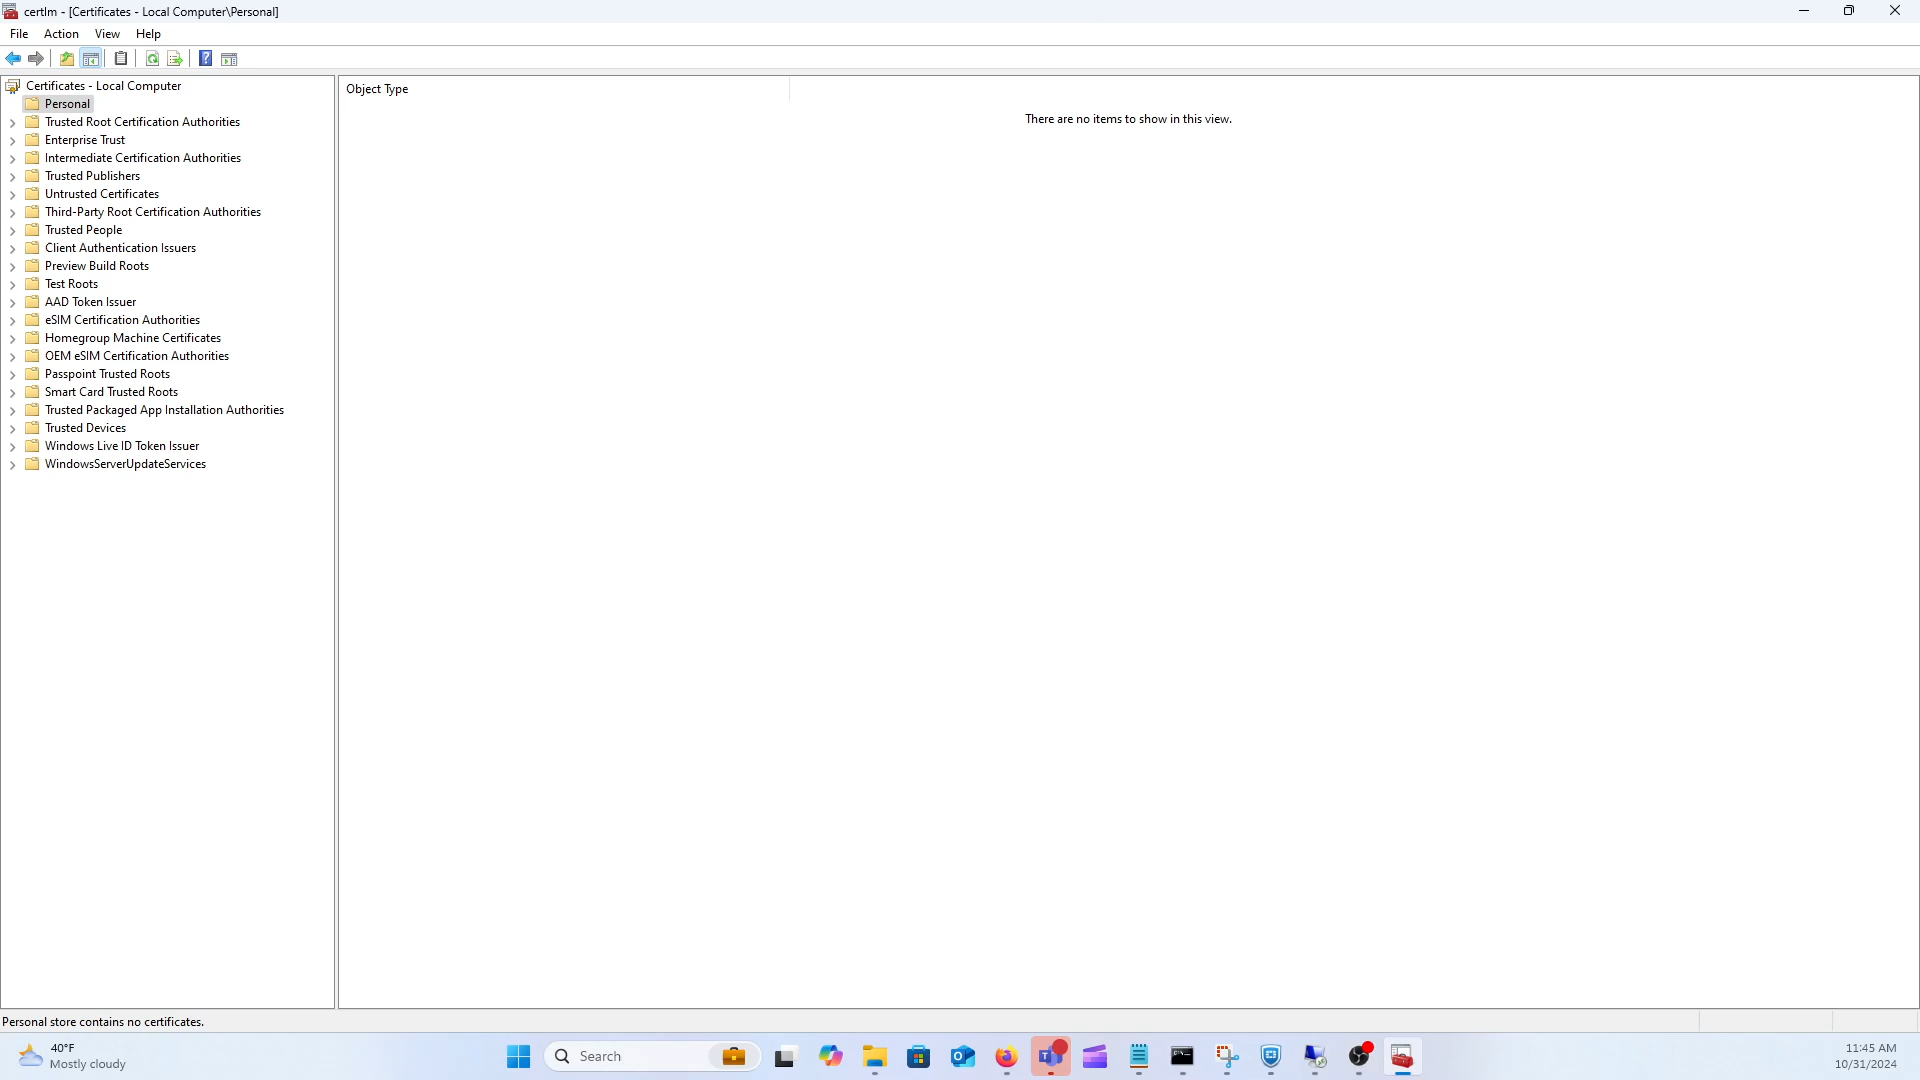 certlm - [Certificates - Local Computer\Personal]
File Action View Help
Certificates - Local Computer
Personal
Trusted Root Certification Authorities
Enterprise Trust
Intermediate Certification Authorities
Trusted Publishers
Untrusted Certificates
Third-Party Root Certification Authorities
Trusted People
Client Authentication Issuers
Preview Build Roots
Test Roots
AAD Token Issuer
eSIM Certification Authorities
Homegroup Machine Certificates
OEM eSIM Certification Authorities
Passpoint Trusted Roots
Smart Card Trusted Roots
Trusted Packaged App Installation Authorities
Trusted Devices
Windows Live ID Token Issuer
WindowsServerUpdateServices
Object Type
There are no items to show in this view.
Personal store contains no certificates.
40°F
Mostly cloudy
Search
11:45 AM
10/31/2024